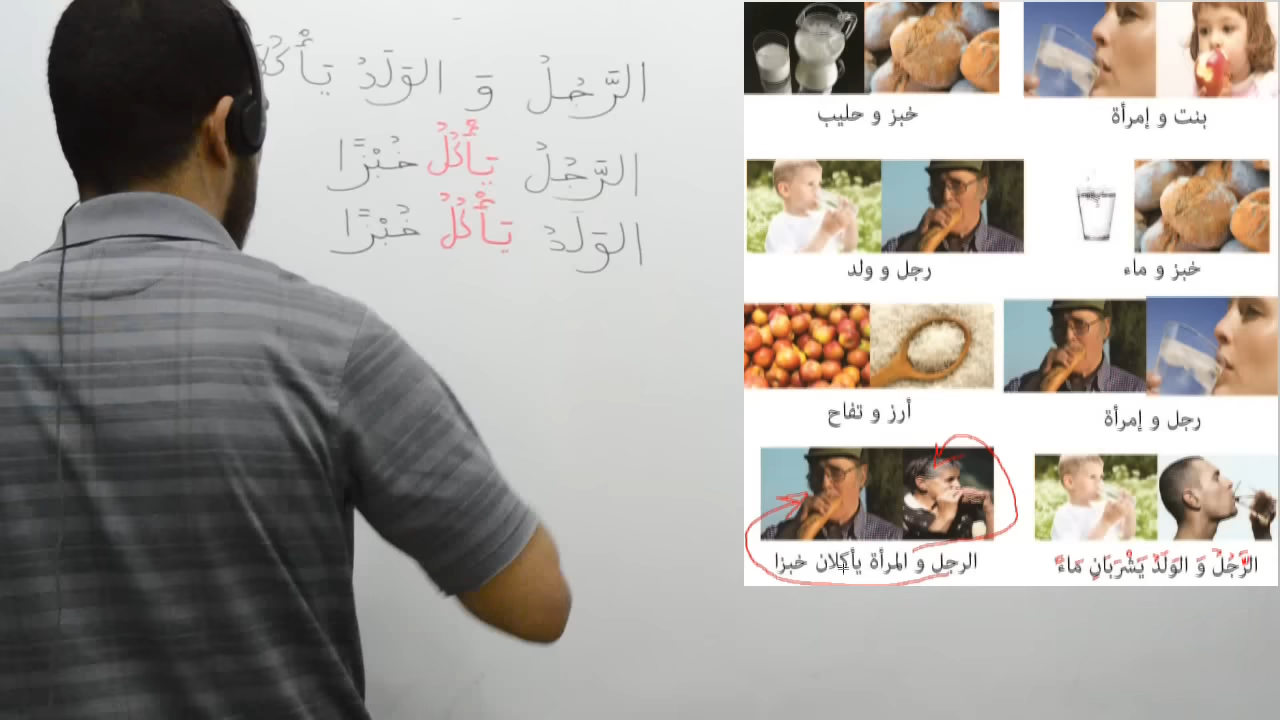 الرَّجُلُ وَ الوَلَدُ
الرَّجُلُ يَأْكُلُ خُبْزًا
الوَلَدُ يَأْكُلُ خُبْزًا
بنت و إمرأة
خبز و حليب
خبز و ماء
رجل و ولد
رجل و إمرأة
أرز و تفاح
الرَّجُلُ وَ الوَلَدُ يَشْرَبَانِ مَاءً
الرجل و المرأة يأكلان خبزا